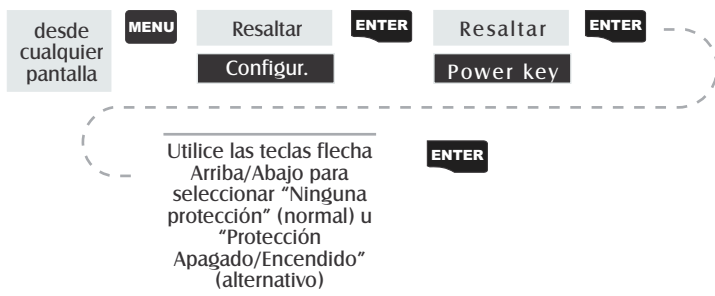 desde
cualquier
pantalla
MENU
Resaltar
Configur.
ENTER
Resaltar
Power key
ENTER
Utilice las teclas flecha
Arriba/Abajo para
seleccionar “Ninguna
protección” (normal) u
“Protección
Apagado/Encendido”
(alternativo)
ENTER